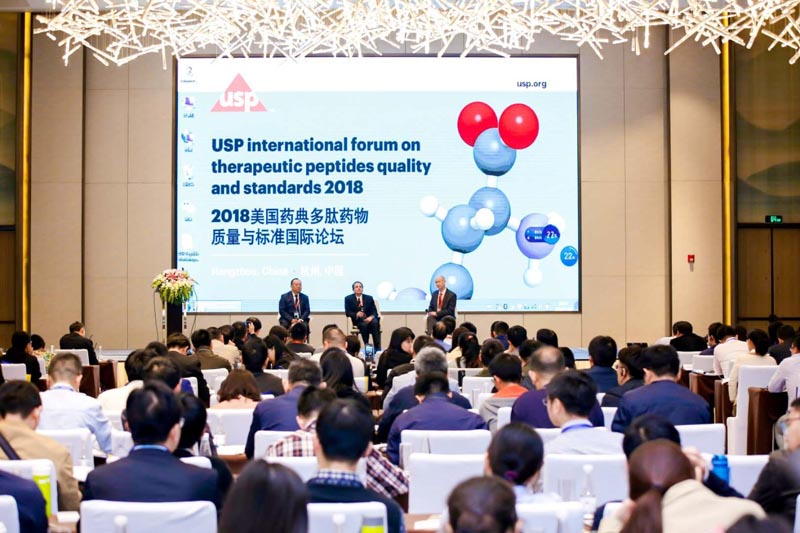 usp
usp.org
USP international forum on
therapeutic peptides quality
and standards 2018
2018美国药典多肽药物
质量与标准国际论坛
Hangzhou, China
杭州, 中国
22%
22%